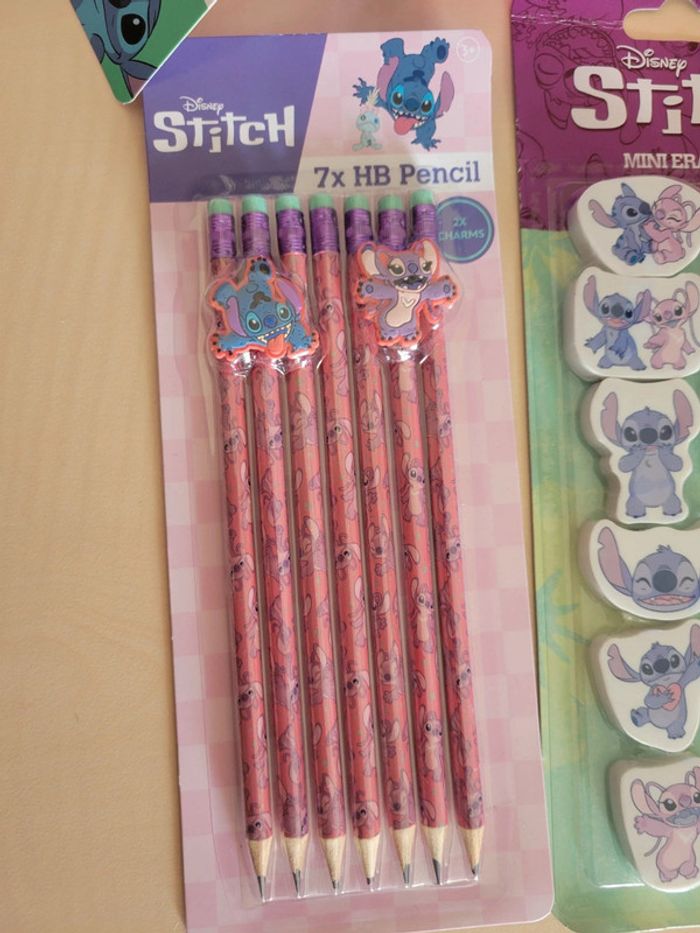 Disney
STITCH
3+
7x HB Pencil
2X
CHARMS
Disney
STIT
MINI ERA